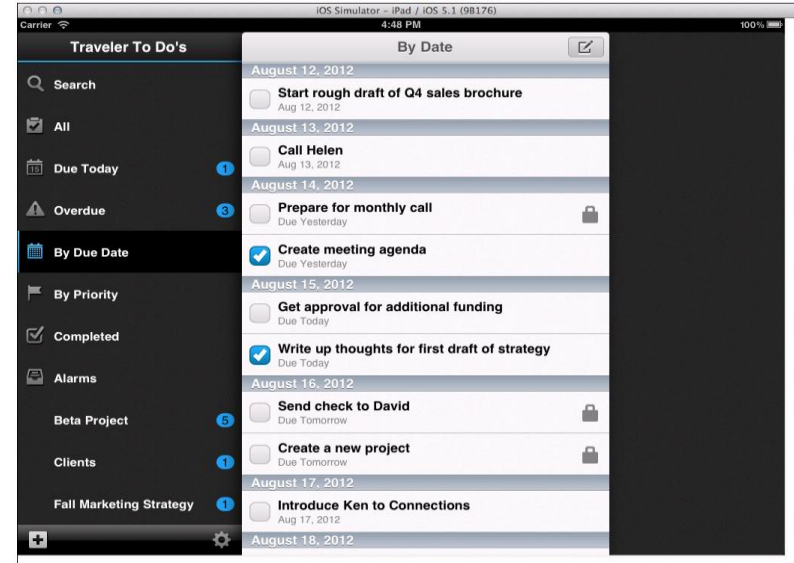 iOS Simulator – iPad / iOS 5.1 (9B176)
Carrier
4:48 PM
100%
Traveler To Do's
Search
All
15
Due Today
1
Overdue
3
By Due Date
By Priority
Completed
Alarms
Beta Project
5
Clients
1
Fall Marketing Strategy
1
By Date
August 12, 2012
Start rough draft of Q4 sales brochure
Aug 12, 2012
August 13, 2012
Call Helen
Aug 13, 2012
August 14, 2012
Prepare for monthly call
Due Yesterday
Create meeting agenda
Due Yesterday
August 15, 2012
Get approval for additional funding
Due Today
Write up thoughts for first draft of strategy
Due Today
August 16, 2012
Send check to David
Due Tomorrow
Create a new project
Due Tomorrow
August 17, 2012
Introduce Ken to Connections
Aug 17, 2012
August 18, 2012